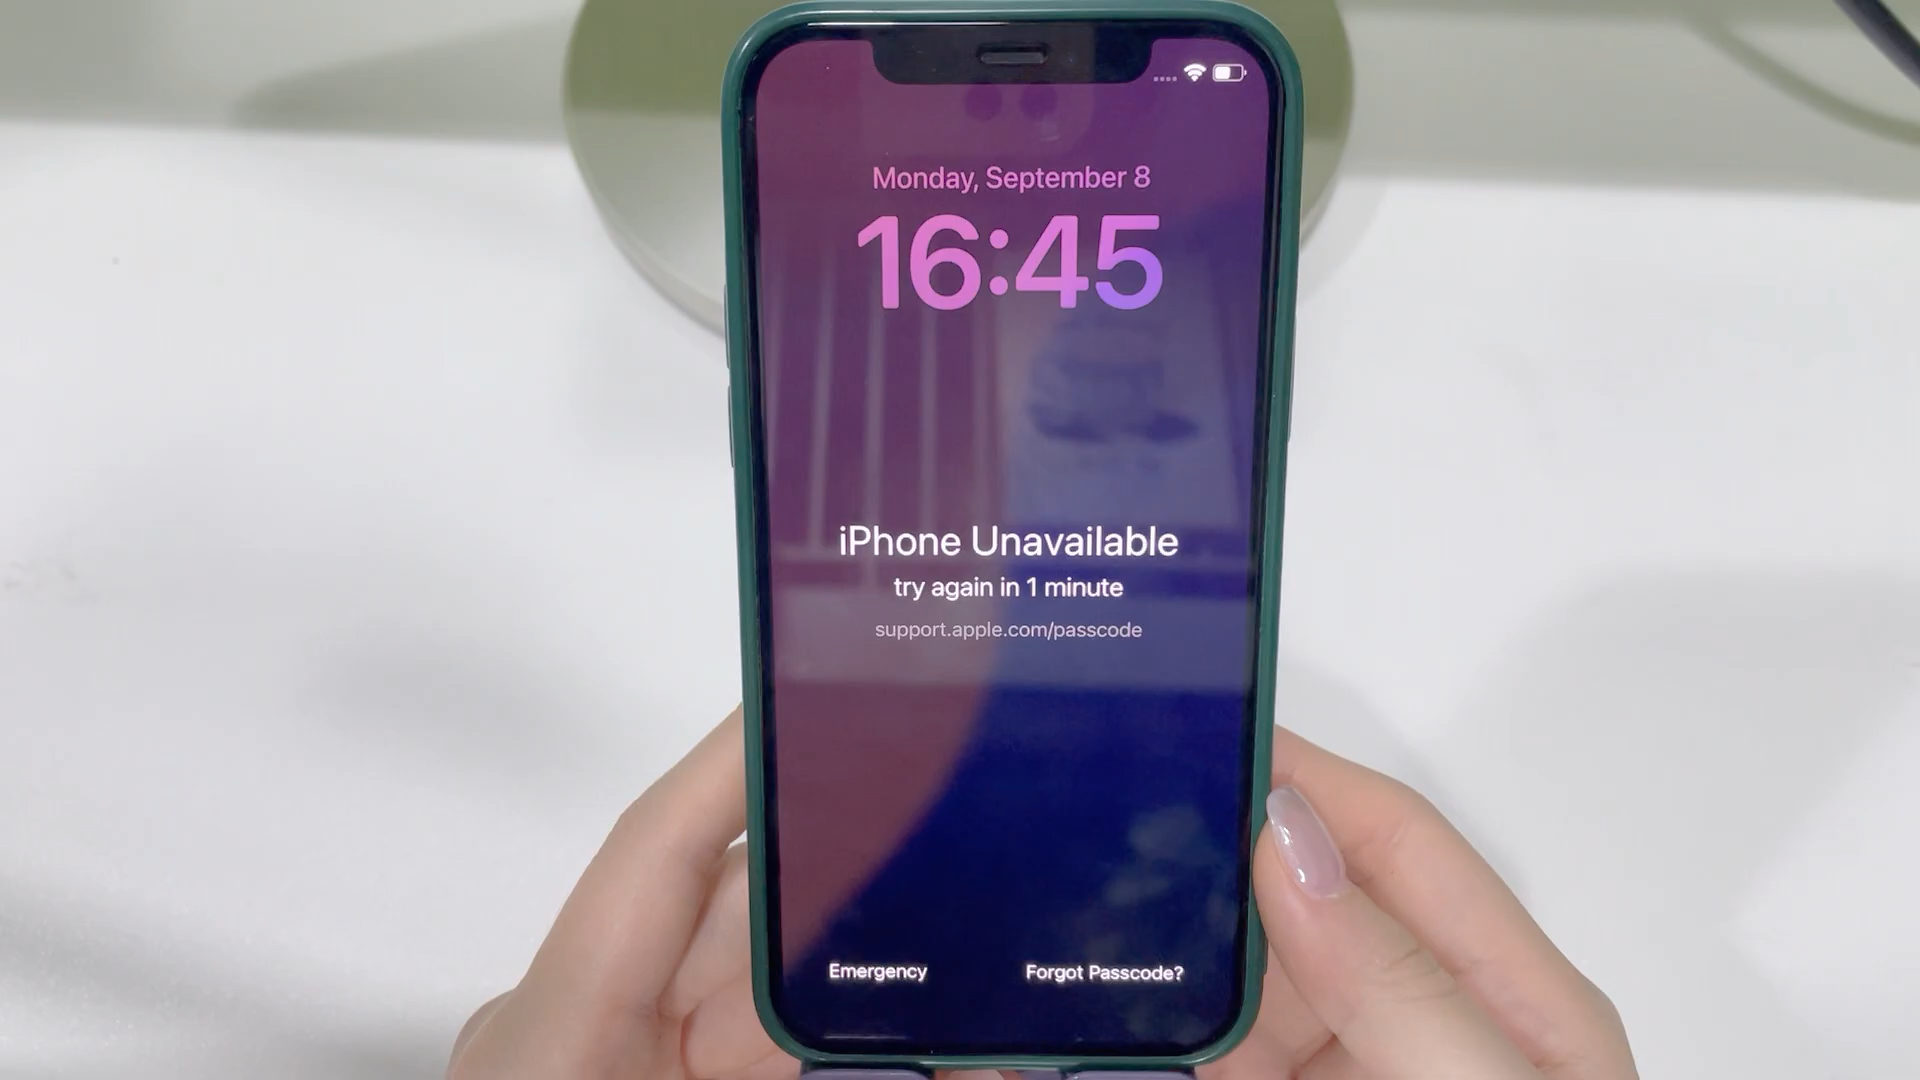 Monday, September 8
16:45
iPhone Unavailable
try again in 1 minute
support.apple.com/passcode
Emergency
Forgot Passcode?